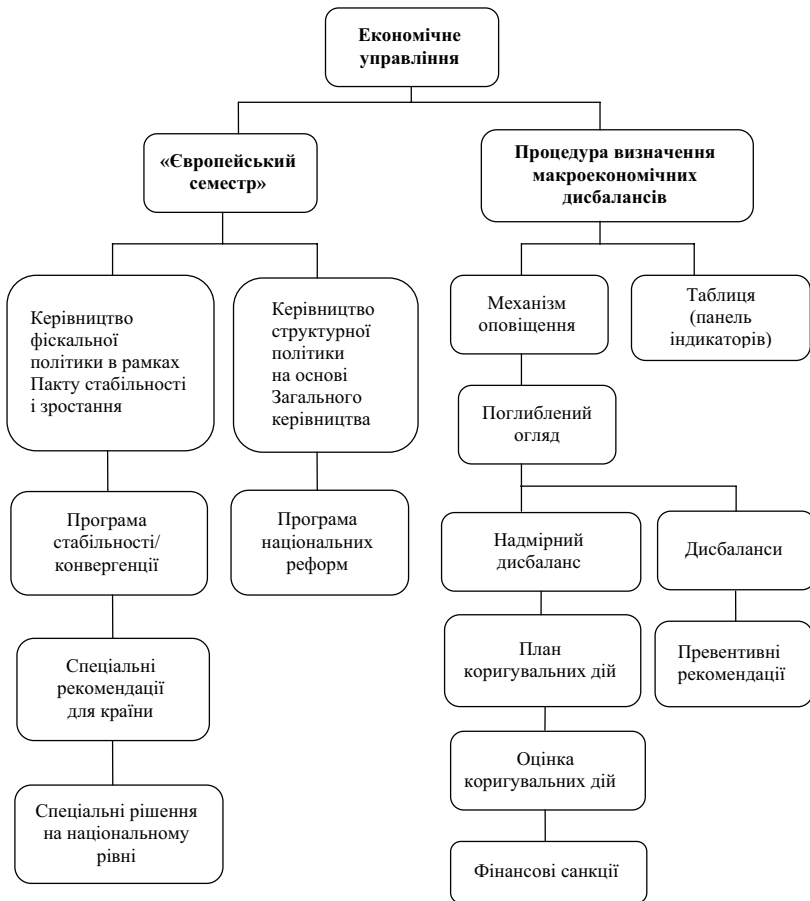 Економічне
управління
«Європейський
семестр»
Процедура визначення
макроекономічних
дисбалансів
Керівництво
фіскальної
політики в рамках
Пакту стабільності
і зростання
Керівництво
структурної
політики
на основі
Загального
керівництва
Механізм
оповіщення
Таблиця
(панель
індикаторів)
Поглиблений
огляд
Програма
стабільності/
конвергенції
Програма
національних
реформ
Надмірний
дисбаланс
Дисбаланси
Спеціальні
рекомендації
для країни
План
коригувальних дій
Превентивні
рекомендації
Оцінка
коригувальних дій
Спеціальні рішення
на національному
рівні
Фінансові санкції